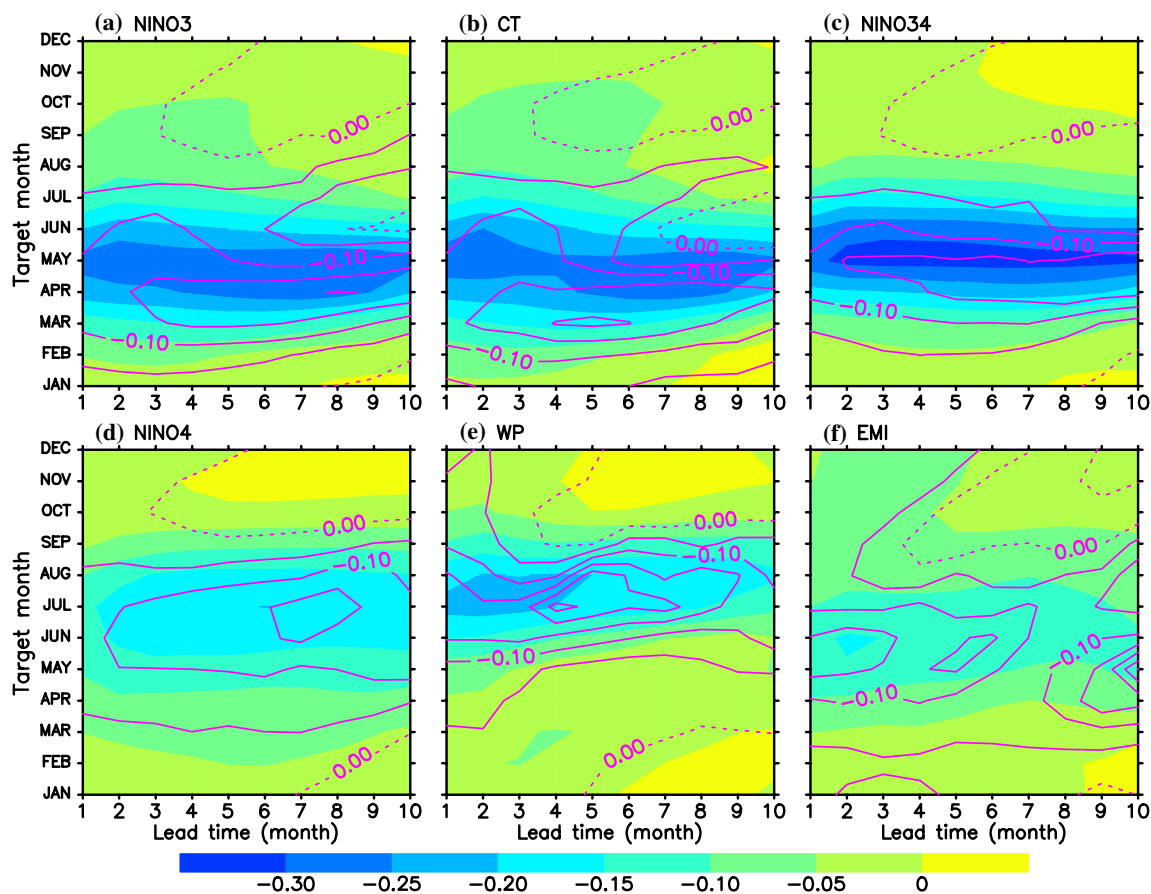 (a) NINO3 (b) CT (c) NINO34
DEC
NOV
OCT
SEP
AUG
JUL
JUN
MAY
APR
MAR
FEB
JAN
Target month
0.00
−0.10
−0.10
0.00
0.00
−0.10
−0.10
0.00
−0.10
−0.10
1 2 3 4 5 6 7 8 9 10
1 2 3 4 5 6 7 8 9 10
1 2 3 4 5 6 7 8 9 10
(d) NINO4 (e) WP (f) EMI
DEC
NOV
OCT
SEP
AUG
JUL
JUN
MAY
APR
MAR
FEB
JAN
Target month
0.00
−0.10
0.00
0.00
−0.10
−0.10
0.00
0.00
−0.10
−0.10
1 2 3 4 5 6 7 8 9 10
1 2 3 4 5 6 7 8 9 10
1 2 3 4 5 6 7 8 9 10
Lead time (month) Lead time (month) Lead time (month)
−0.30 −0.25 −0.20 −0.15 −0.10 −0.05 0